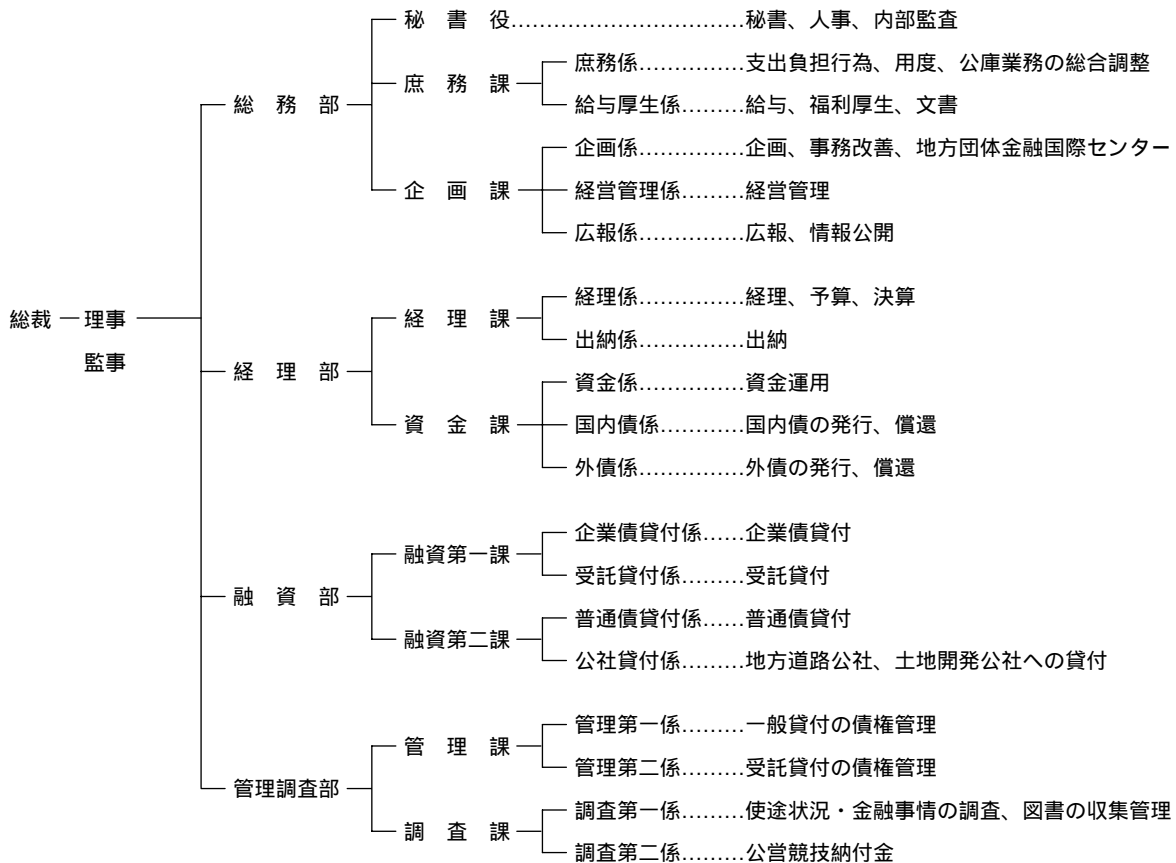 秘書役……………………………秘書、人事、内部監査
庶務課
庶務係……………支出負担行為、用度、公庫業務の総合調整
総務部
給与厚生係………給与、福利厚生、文書
企画係……………企画、事務改善、地方団体金融国際センター
企画課
経営管理係………経営管理
広報係……………広報、情報公開
総裁
理事
監事
経理課
経理係……………経理、予算、決算
出納係……………出納
経理部
資金係……………資金運用
資金課
国内債係…………国内債の発行、償還
外債係……………外債の発行、償還
融資第一課
企業債貸付係……企業債貸付
受託貸付係………受託貸付
融資部
融資第二課
普通債貸付係……普通債貸付
公社貸付係………地方道路公社、土地開発公社への貸付
管理課
管理第一係………一般貸付の債権管理
管理第二係………受託貸付の債権管理
管理調査部
調査課
調査第一係………使途状況・金融事情の調査、図書の収集管理
調査第二係………公営競技納付金